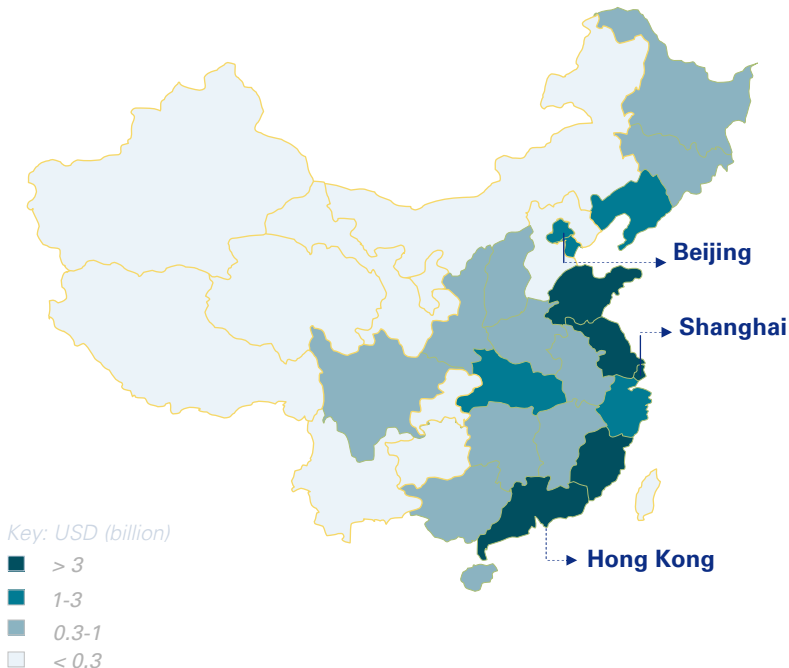 Beijing
Shanghai
Hong Kong
Key: USD (billion)
> 3
1-3
0.3-1
< 0.3